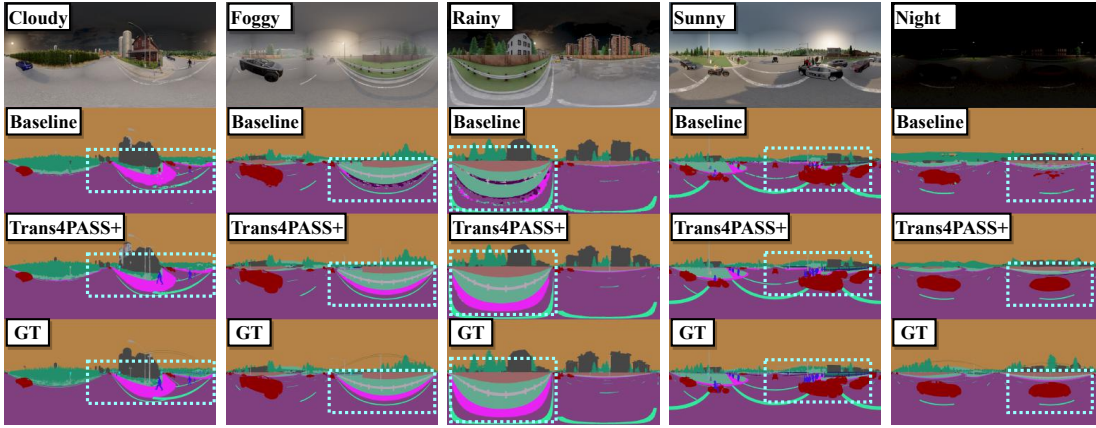 Cloudy Foggy Rainy Sunny Night
Baseline Baseline Baseline Baseline Baseline
Trans4PASS+ Trans4PASS+ Trans4PASS+ Trans4PASS+ Trans4PASS+
GT GT GT GT GT